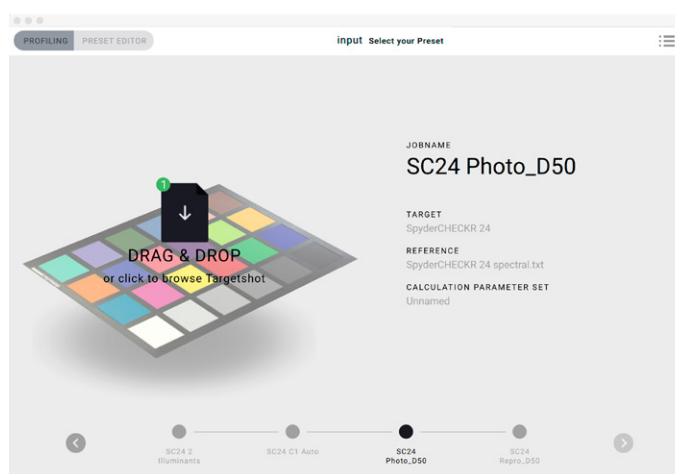 PROFILING PRESET EDITOR
input Select your Preset
JOBNAME
SC24 Photo_D50
TARGET
SpyderCHECKR 24
REFERENCE
SpyderCHECKR 24 spectral.txt
CALCULATION PARAMETER SET
Unnamed
1
DRAG & DROP
or click to browse Targetshot
SC24 2
Illuminants
SC24 C1 Auto
SC24
Photo_D50
SC24
Repro_D50